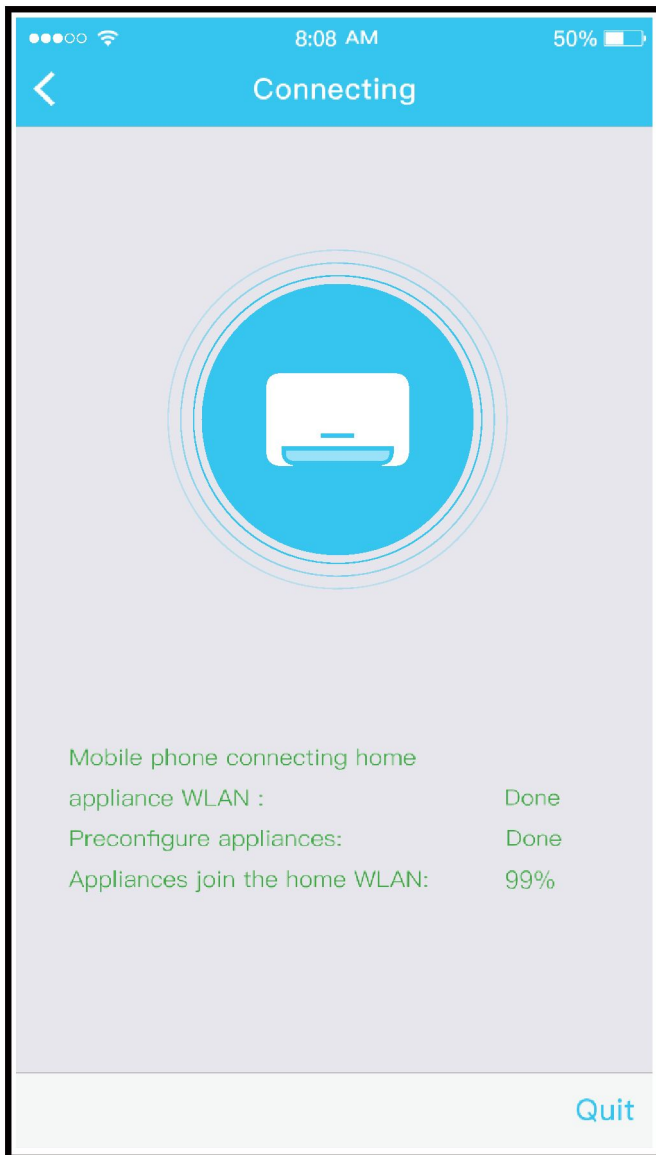 8:08 AM 50%
Connecting
Mobile phone connecting home
appliance WLAN : Done
Preconfigure appliances: Done
Appliances join the home WLAN: 99%
Quit